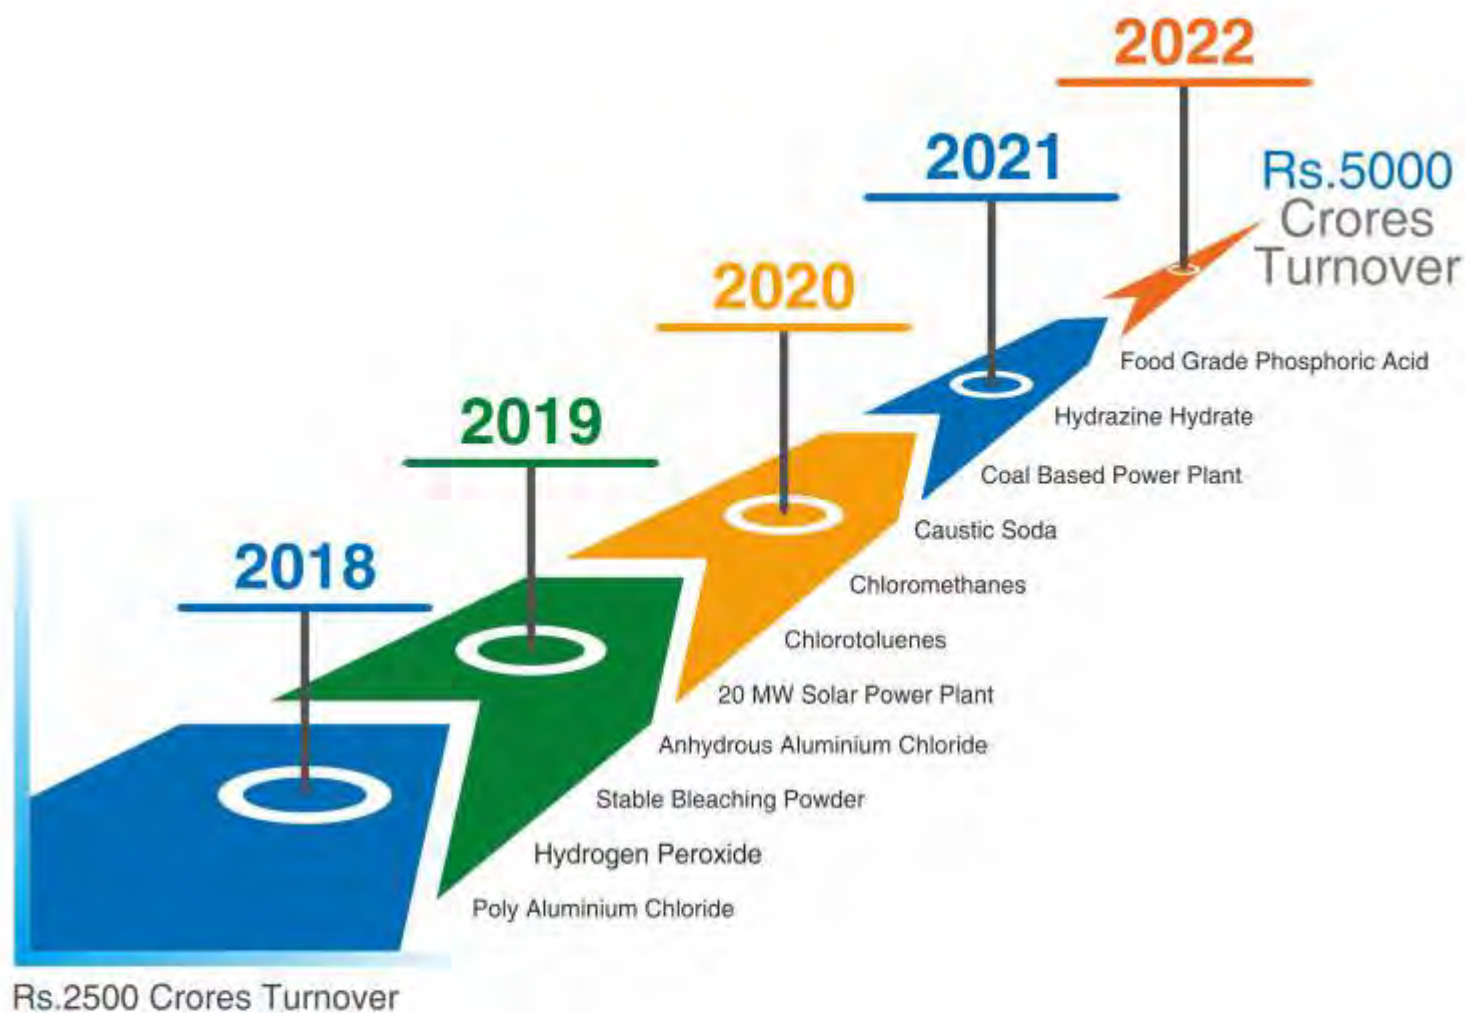 2022
2021
Rs.5000
Crores
Turnover
2020
2019
2018
Food Grade Phosphoric Acid
Hydrazine Hydrate
Coal Based Power Plant
Caustic Soda
Chloromethanes
Chlorotoluenes
20 MW Solar Power Plant
Anhydrous Aluminium Chloride
Stable Bleaching Powder
Hydrogen Peroxide
Poly Aluminium Chloride
Rs.2500 Crores Turnover